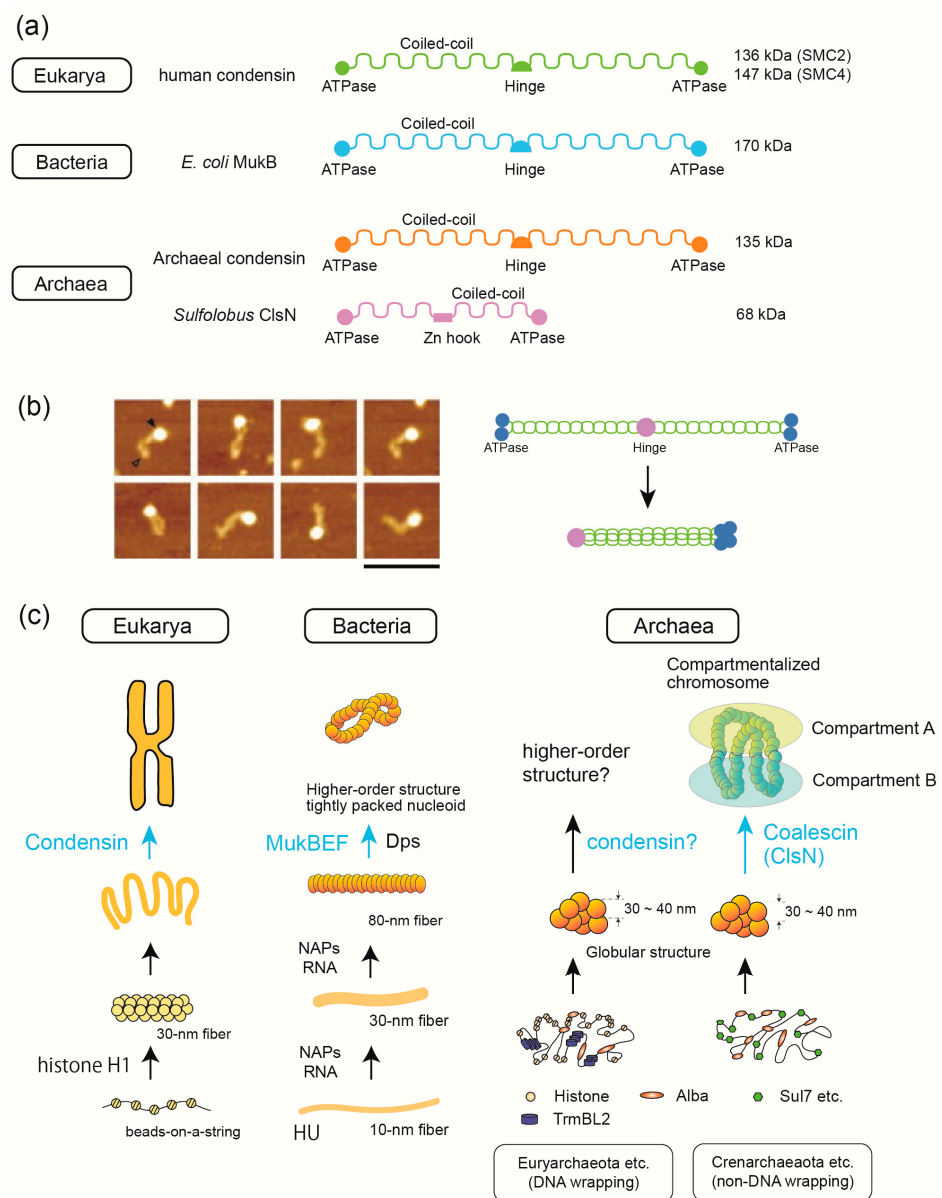 (a)
Eukarya
human condensin
Coiled-coil
ATPase
Hinge
ATPase
136 kDa (SMC2)
147 kDa (SMC4)
Bacteria
E. coli MukB
Coiled-coil
ATPase
Hinge
ATPase
170 kDa
Archaea
Archaeal condensin
Coiled-coil
ATPase
Hinge
ATPase
135 kDa
Sulfolobus ClsN
Coiled-coil
ATPase
Zn hook
ATPase
68 kDa
(b)
ATPase
Hinge
ATPase
(c)
Eukarya
Condensin
30-nm fiber
histone H1
beads-on-a-string
Bacteria
Higher-order structure
tightly packed nucleoid
MukBEF
Dps
80-nm fiber
NAPs
RNA
30-nm fiber
NAPs
RNA
HU
10-nm fiber
Archaea
Compartmentalized
chromosome
higher-order
structure?
Compartment A
Compartment B
condensin?
Coalescin
(ClsN)
30 ~ 40 nm
30 ~ 40 nm
Globular structure
Histone
Alba
Sul7 etc.
TrmBL2
Euryarchaeota etc.
(DNA wrapping)
Crenarchaeaota etc.
(non-DNA wrapping)